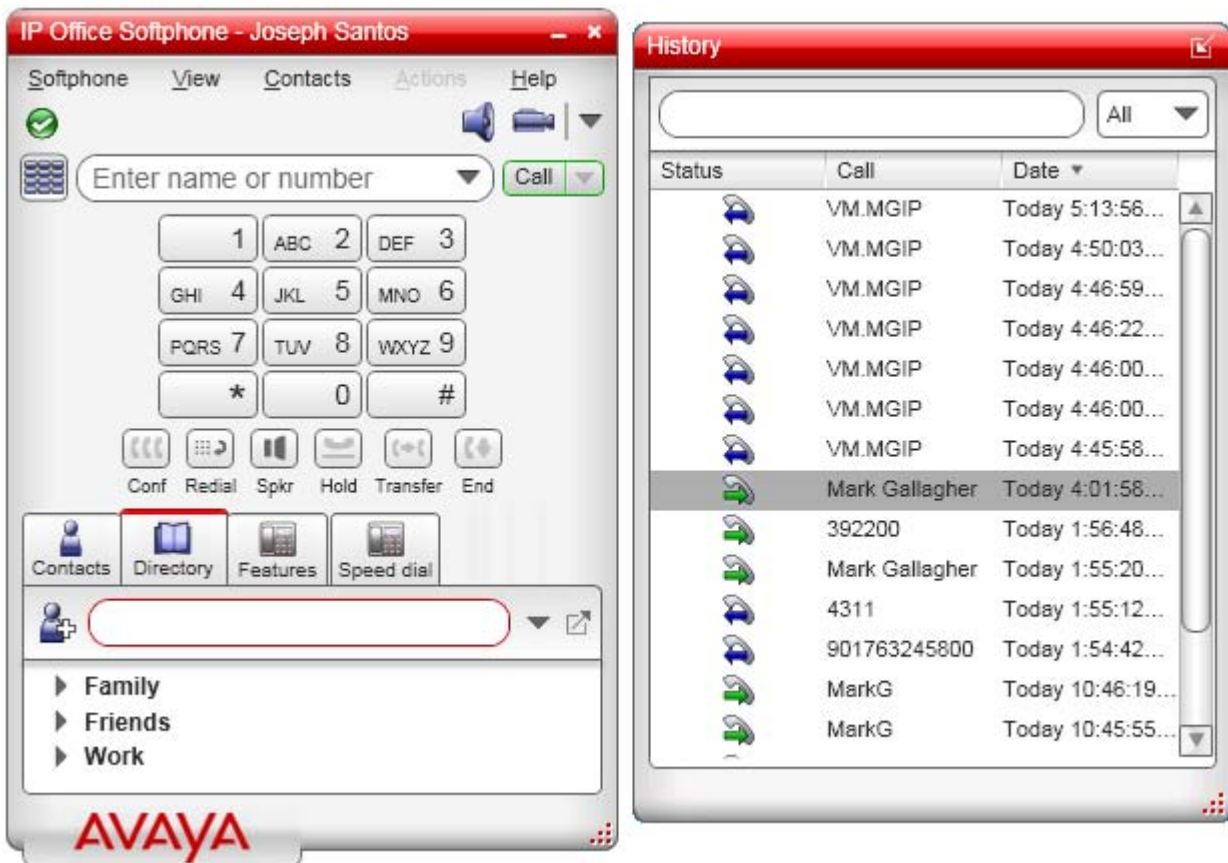 IP Office Softphone - Joseph Santos
Softphone View Contacts Actions Help
Enter name or number Call
1 ABC 2 DEF 3
GHI 4 JKL 5 MNO 6
PQRS 7 TUV 8 WXYZ 9
* 0 #
Conf Redial Spkr Hold Transfer End
Contacts Directory Features Speed dial
Family
Friends
Work
AVAYA
History
All
Status Call Date
VM.MGIP Today 5:13:56...
VM.MGIP Today 4:50:03...
VM.MGIP Today 4:46:59...
VM.MGIP Today 4:46:22...
VM.MGIP Today 4:46:00...
VM.MGIP Today 4:46:00...
VM.MGIP Today 4:45:58...
Mark Gallagher Today 4:01:58...
392200 Today 1:56:48...
Mark Gallagher Today 1:55:20...
4311 Today 1:55:12...
901763245800 Today 1:54:42...
MarkG Today 10:46:19...
MarkG Today 10:45:55...